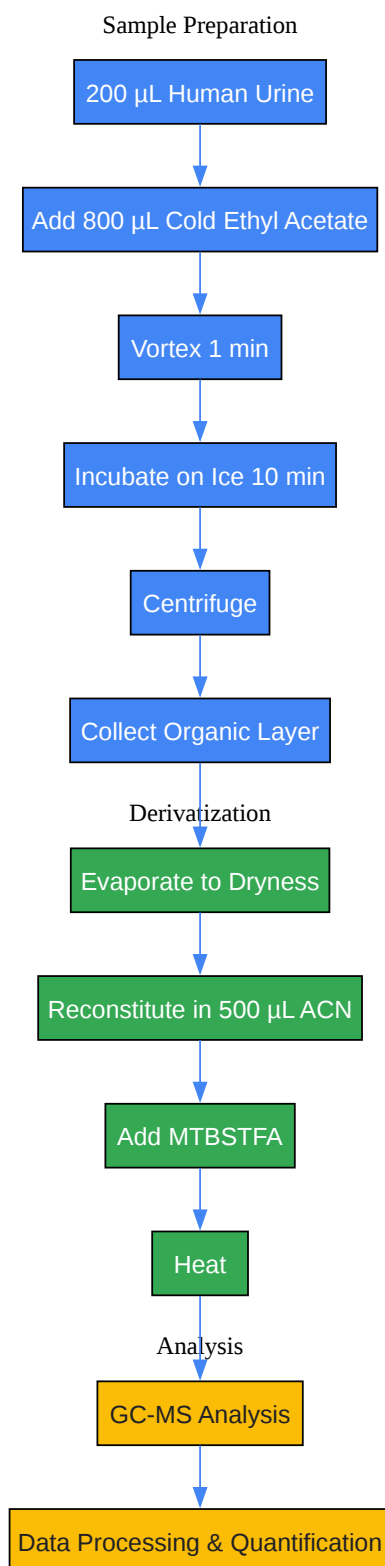 Sample Preparation
200 µL Human Urine
Add 800 µL Cold Ethyl Acetate
Vortex 1 min
Incubate on Ice 10 min
Centrifuge
Collect Organic Layer
Derivatization
Evaporate to Dryness
Reconstitute in 500 µL ACN
Add MTBSTFA
Heat
Analysis
GC-MS Analysis
Data Processing & Quantification